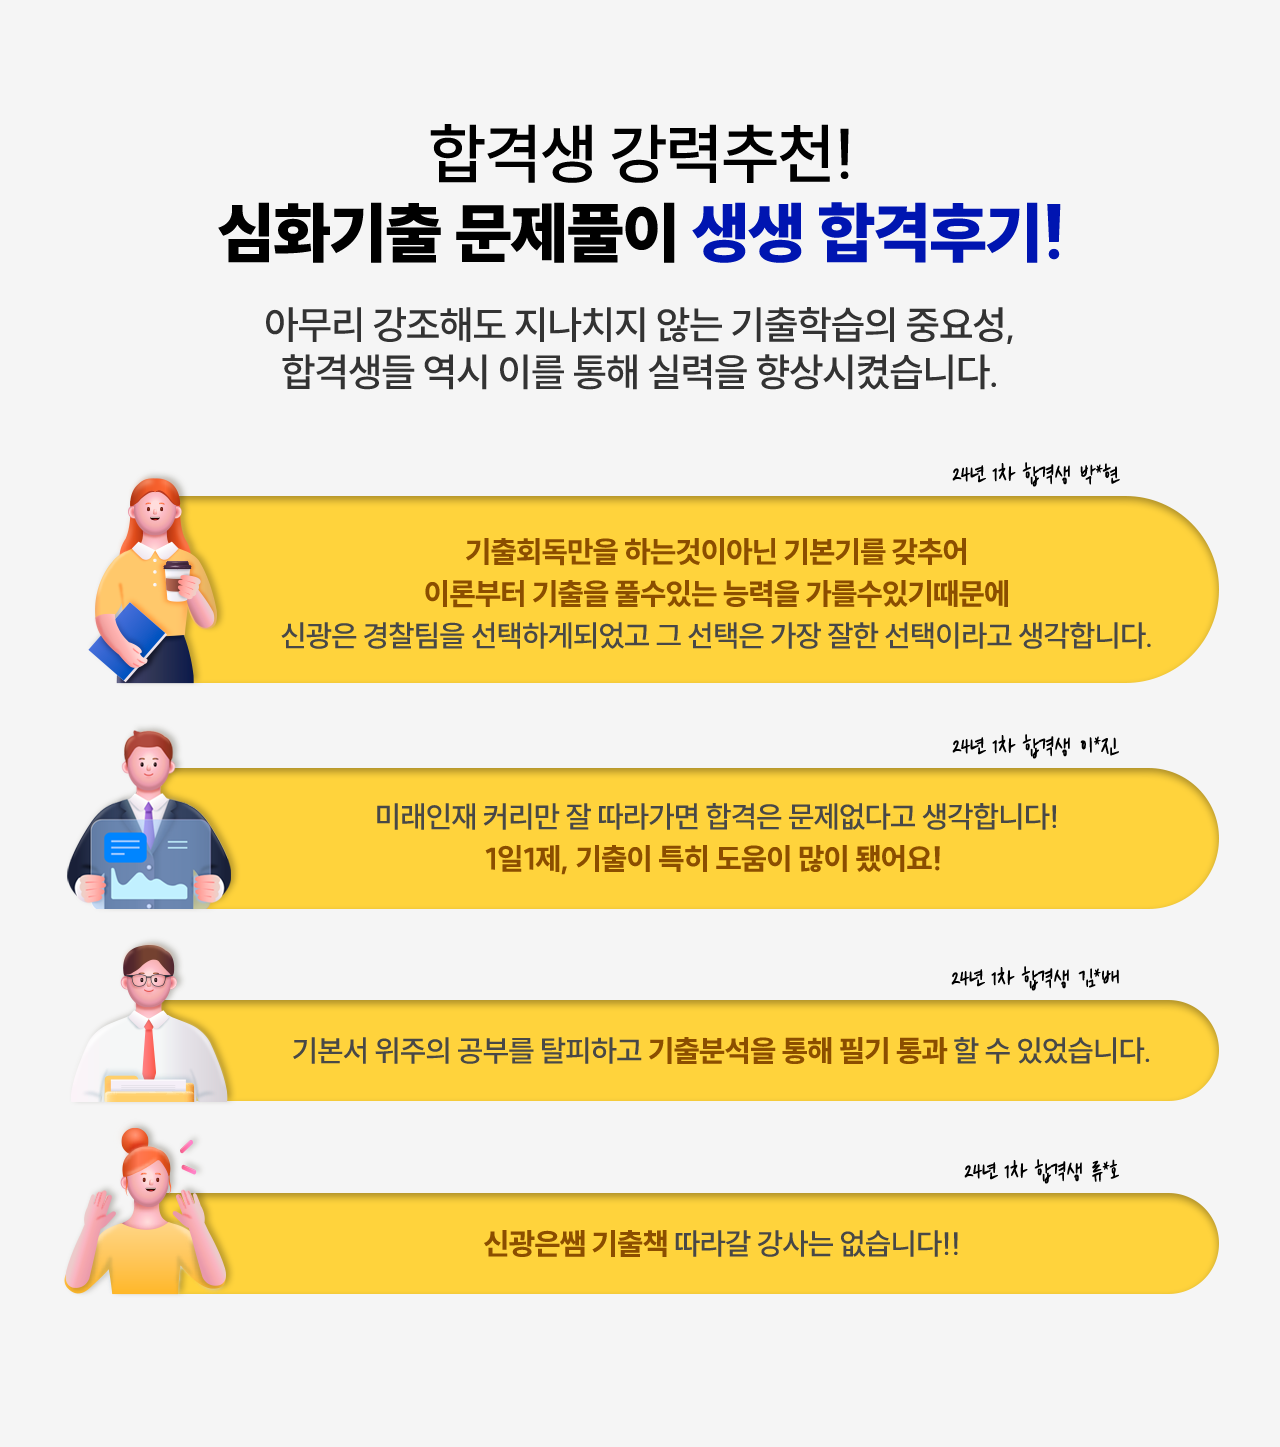 합격생 강력추천!
심화기출 문제풀이 생생 합격후기!
아무리 강조해도 지나치지 않는 기출학습의 중요성,
합격생들 역시 이를 통해 실력을 향상시켰습니다.
24년 1차 합격생 박*현
기출회독만을 하는것이아닌 기본기를 갖추어
이론부터 기출을 풀수있는 능력을 가를수있기때문에
신광은 경찰팀을 선택하게되었고 그 선택은 가장 잘한 선택이라고 생각합니다.
24년 1차 합격생 이*진
미래인재 커리만 잘 따라가면 합격은 문제없다고 생각합니다!
1일1제, 기출이 특히 도움이 많이 됐어요!
24년 1차 합격생 김*배
기본서 위주의 공부를 탈피하고 기출분석을 통해 필기 통과 할 수 있었습니다.
24년 1차 합격생 류*호
신광은쌤 기출책 따라갈 강사는 없습니다!!